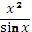 x²
sin x